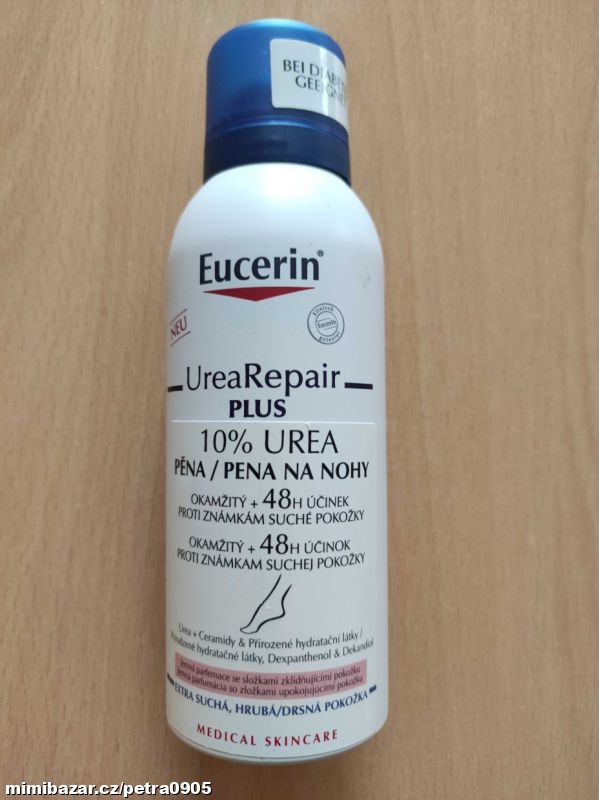 BEI DIABETES
GEEIGNET
Eucerin®
NEU
klinisch
Eucerin
getestet
UreaRepair
PLUS
10% UREA
PĚNA / PENA NA NOHY
OKAMŽITÝ + 48H ÚČINEK
PROTI ZNÁMKÁM SUCHÉ POKOŽKY
OKAMŽITÝ + 48H ÚČINOK
PROTI ZNÁMKAM SUCHEJ POKOŽKY
Urea + Ceramidy & Přirozené hydratační látky /
Prirodzené hydratačné látky, Dexpanthenol & Dekandiol
Jemná parfemace se složkami zklidňujícími pokožku
Jemná parfumácia so zložkami upokojujúcimi pokožku
EXTRA SUCHÁ, HRUBÁ/DRSNÁ POKOŽKA
MEDICAL SKINCARE
mimibazar.cz/petra0905